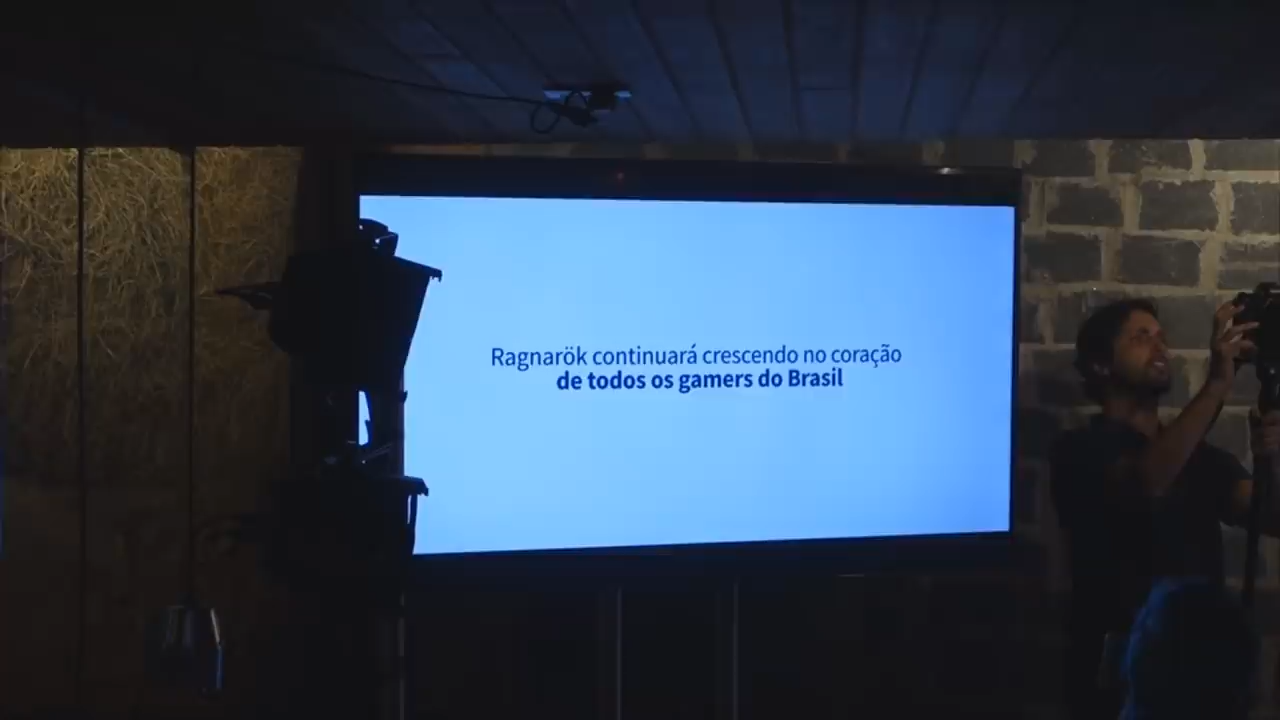 Ragnarök continuará crescendo no coração
de todos os gamers do Brasil